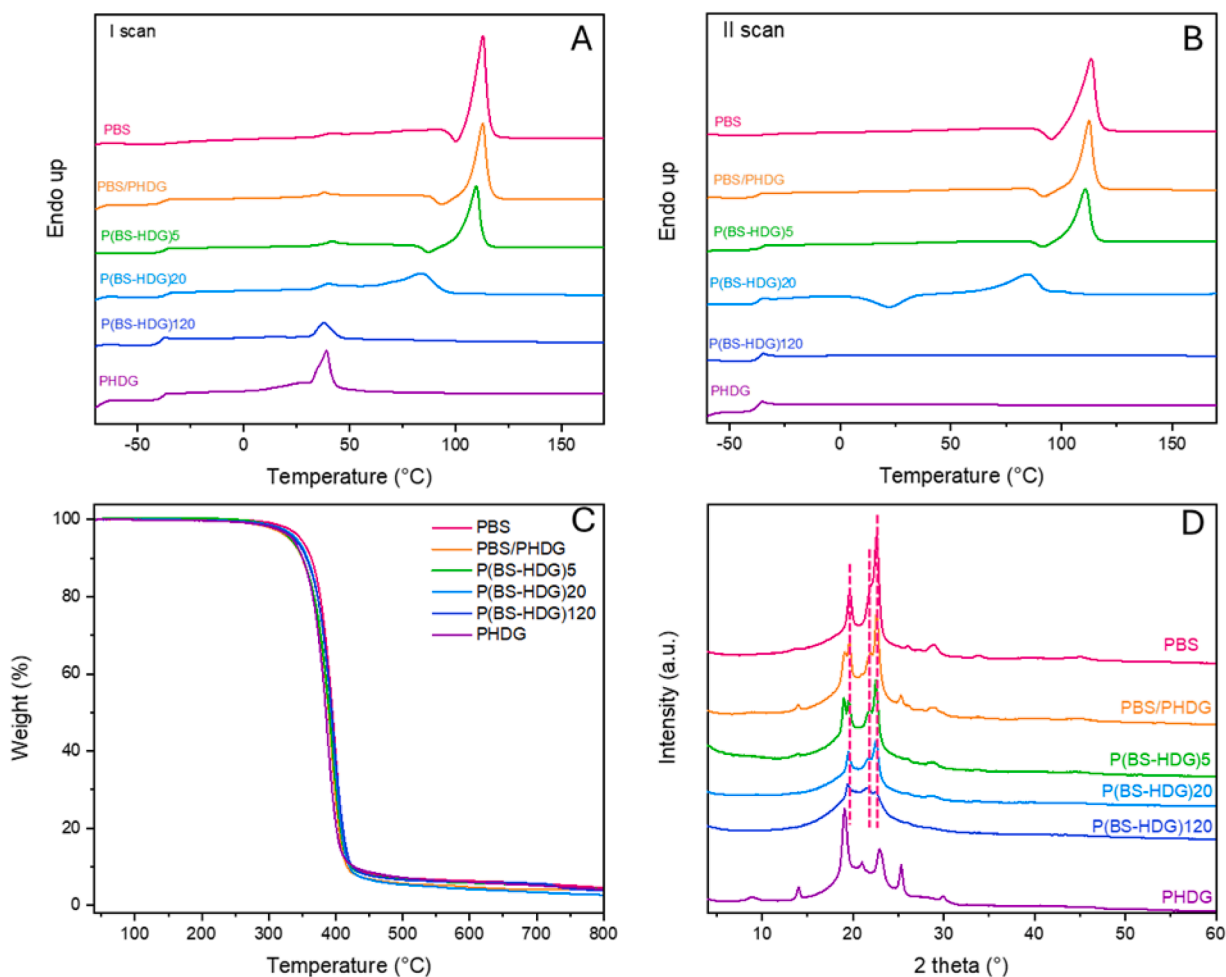 I scan
A
PBS
PBS/PHDG
P(BS-HDG)5
P(BS-HDG)20
P(BS-HDG)120
PHDG
Endo up
-50 0 50 100 150
Temperature (°C)
II scan
B
PBS
PBS/PHDG
P(BS-HDG)5
P(BS-HDG)20
P(BS-HDG)120
PHDG
Endo up
-50 0 50 100 150
Temperature (°C)
C
PBS
PBS/PHDG
P(BS-HDG)5
P(BS-HDG)20
P(BS-HDG)120
PHDG
100
80
60
40
20
0
Weight (%)
100 200 300 400 500 600 700 800
Temperature (°C)
D
PBS
PBS/PHDG
P(BS-HDG)5
P(BS-HDG)20
P(BS-HDG)120
PHDG
Intensity (a.u.)
10 20 30 40 50 60
2 theta (°)